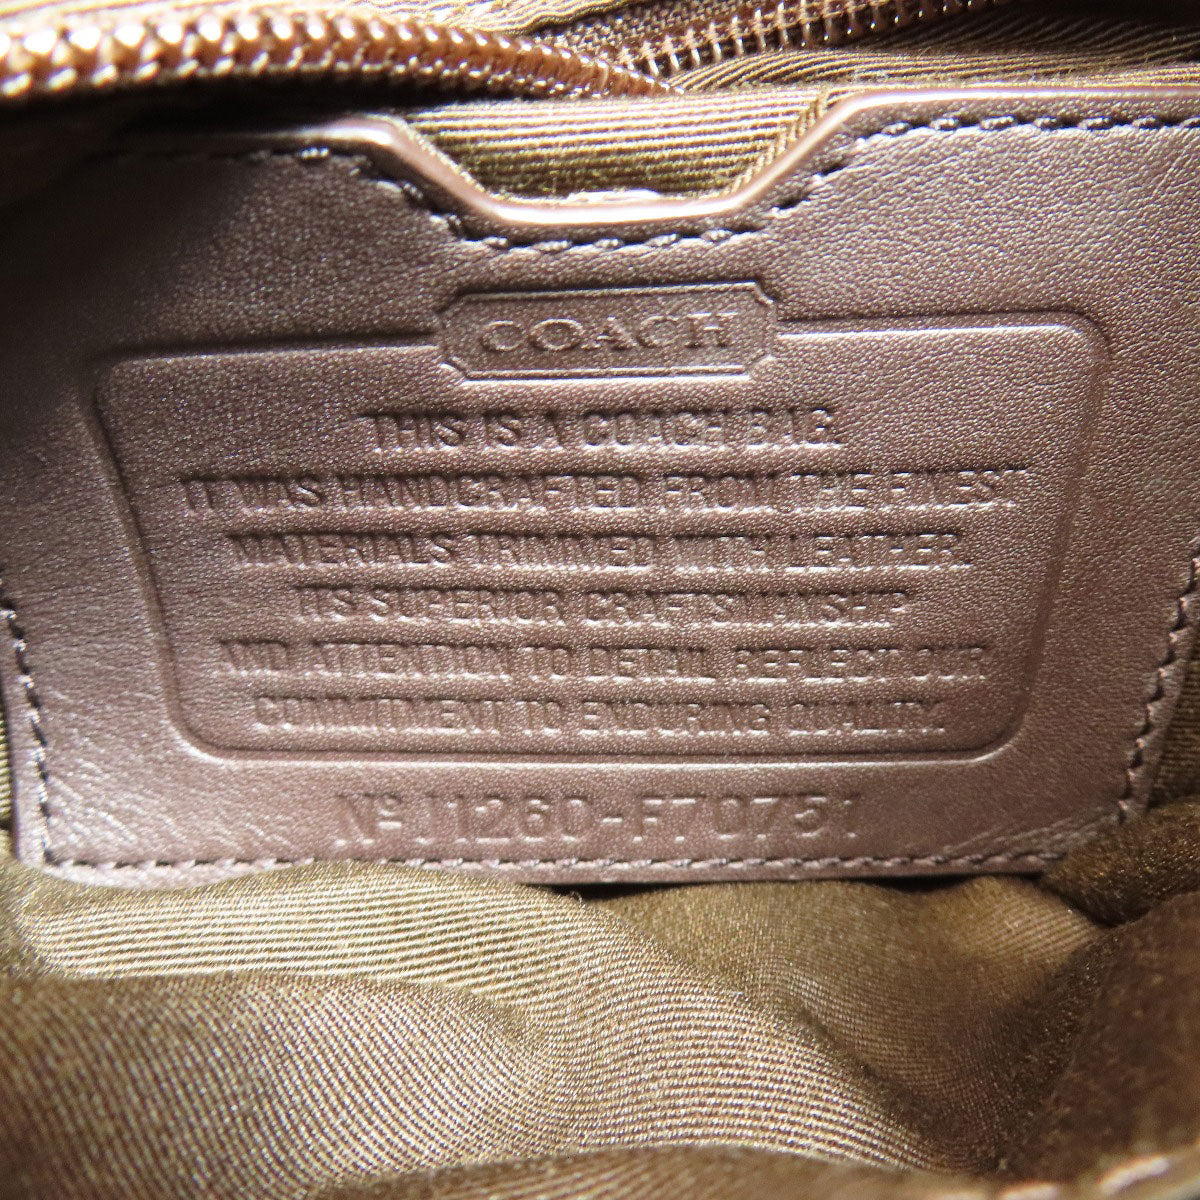 COACH
THIS IS A COACH BAG.
IT WAS HANDCRAFTED FROM THE FINEST
MATERIALS TRIMMED WITH LEATHER.
ITS SUPERIOR CRAFTSMANSHIP
AND ATTENTION TO DETAIL REFLECT OUR
COMMITMENT TO ENDURING QUALITY.
Nº J1260-F70751